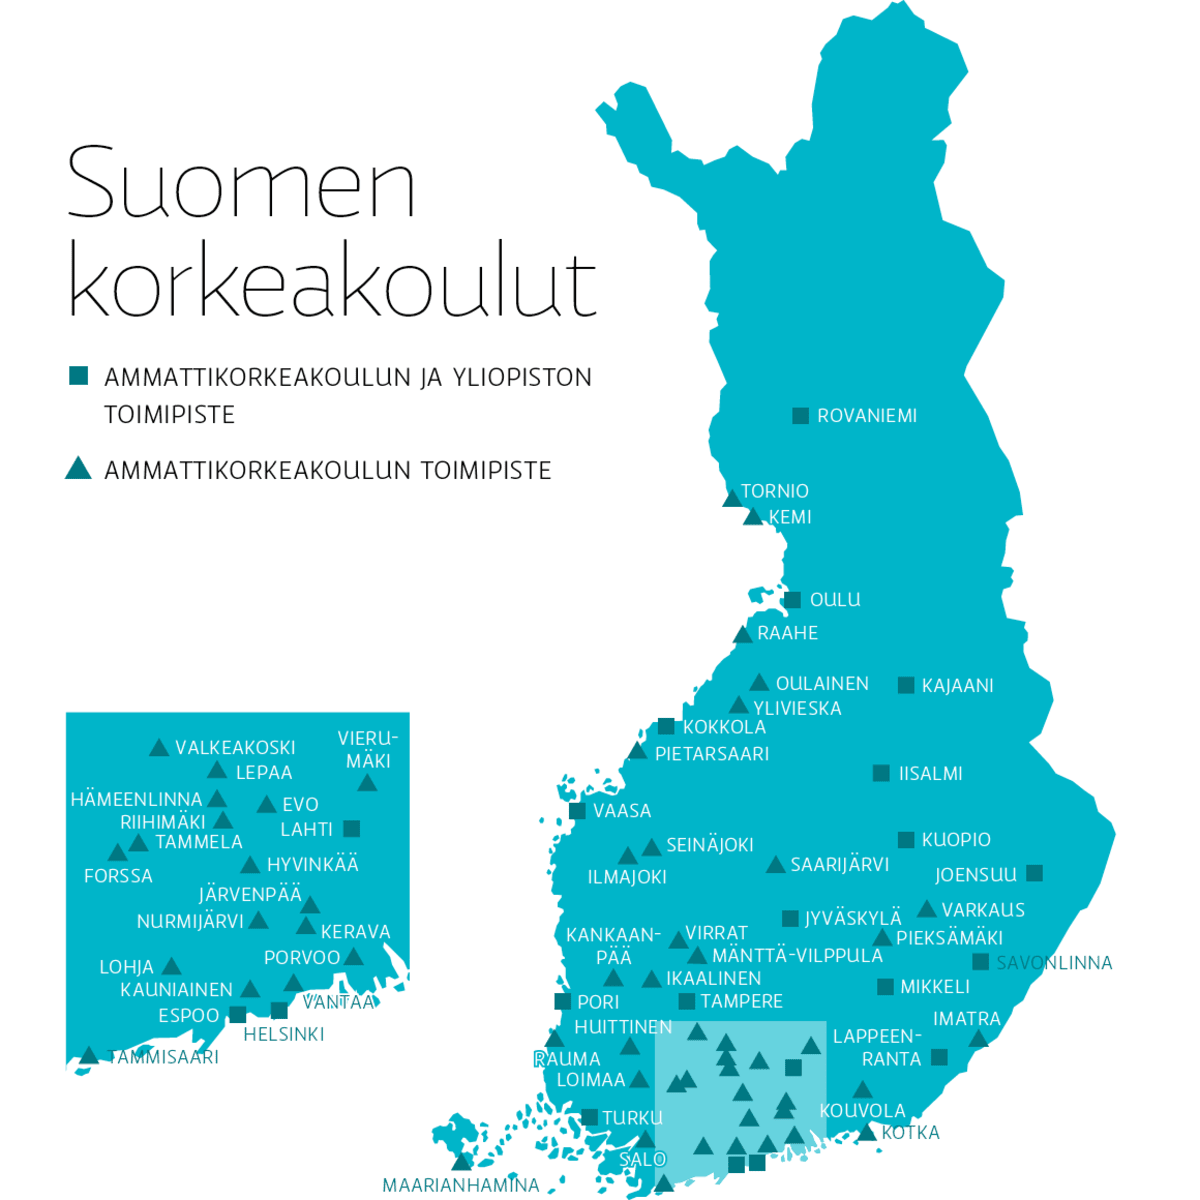 Suomen
korkeakoulut
AMMATTIKORKEAKOULUN JA YLIOPISTON
TOIMIPISTE
AMMATTIKORKEAKOULUN TOIMIPISTE
ROVANIEMI
TORNIO
KEMI
OULU
RAAHE
OULAINEN
KAJAANI
YLIVIESKA
KOKKOLA
PIETARSAARI
IISALMI
VAASA
SEINÄJOKI
KUOPIO
ILMAJOKI
SAARIJÄRVI
JOENSUU
JYVÄSKYLÄ
VARKAUS
KANKAAN-
PÄÄ
VIRRAT
PIEKSÄMÄKI
MÄNTTÄ-VILPPULA
SAVONLINNA
IKAALINEN
MIKKELI
PORI
TAMPERE
HUITTINEN
IMATRA
LAPPEEN-
RANTA
RAUMA
LOIMAA
KOUVOLA
TURKU
KOTKA
SALO
MAARIANHAMINA
VALKEAKOSKI
VIERU-
MÄKI
LEPAA
HÄMEENLINNA
EVO
RIIHIMÄKI
LAHTI
TAMMELA
FORSSA
HYVINKÄÄ
JÄRVENPÄÄ
NURMIJÄRVI
KERAVA
PORVOO
LOHJA
KAUNIAINEN
VANTAA
ESPOO
HELSINKI
TAMMISAARI